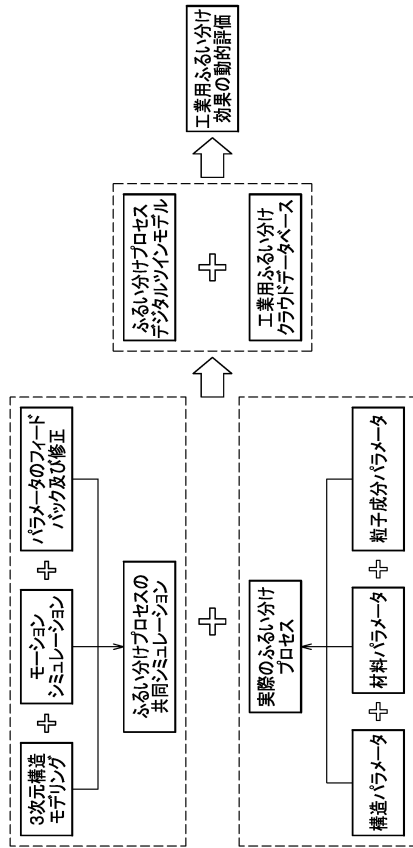 3次元構造
モデリング
モーション
シミュレーション
パラメータのフィード
バック及び修正
ふるい分けプロセスの
共同シミュレーション
実際のふるい分け
プロセス
構造パラメータ
材料パラメータ
粒子成分パラメータ
ふるい分けプロセス
デジタルツインモデル
工業用ふるい分け
クラウドデータベース
工業用ふるい分け
効果の動的評価